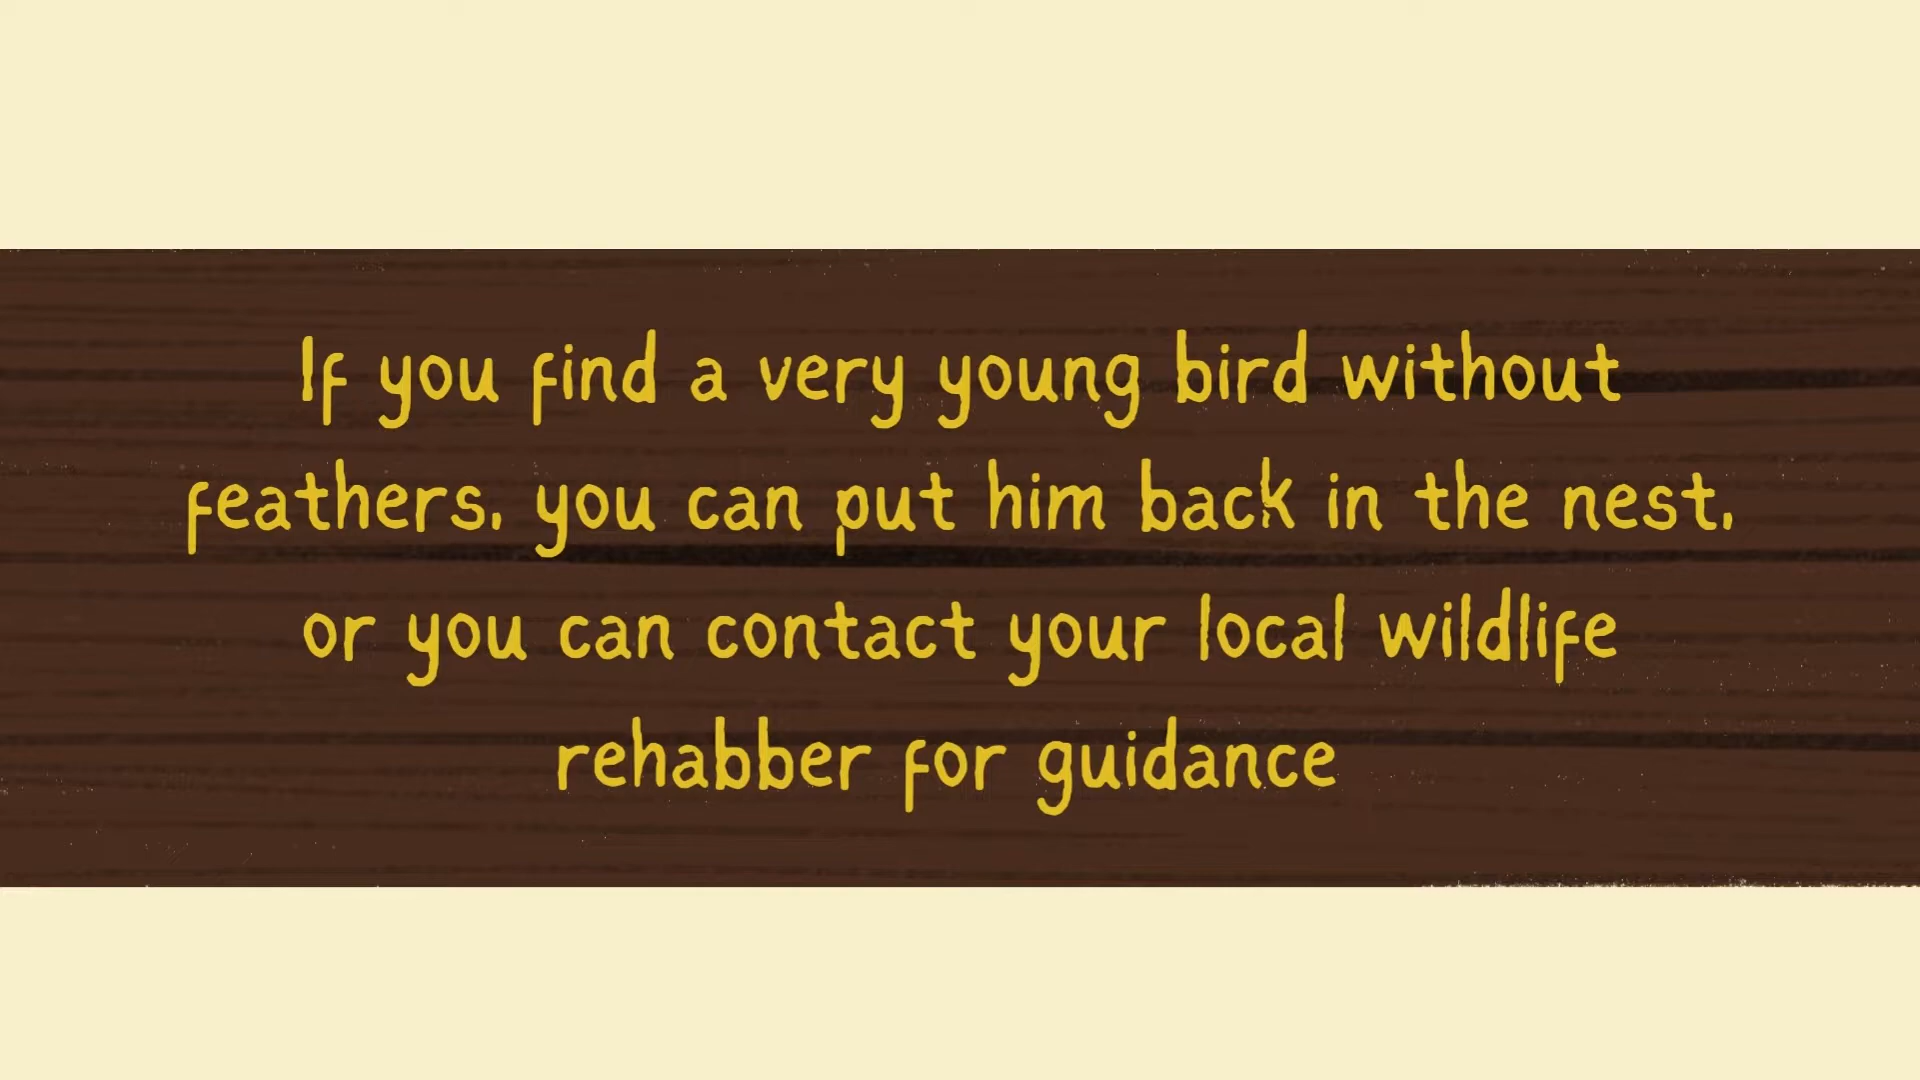 If you find a very young bird without
feathers, you can put him back in the nest,
or you can contact your local wildlife
rehabber for guidance